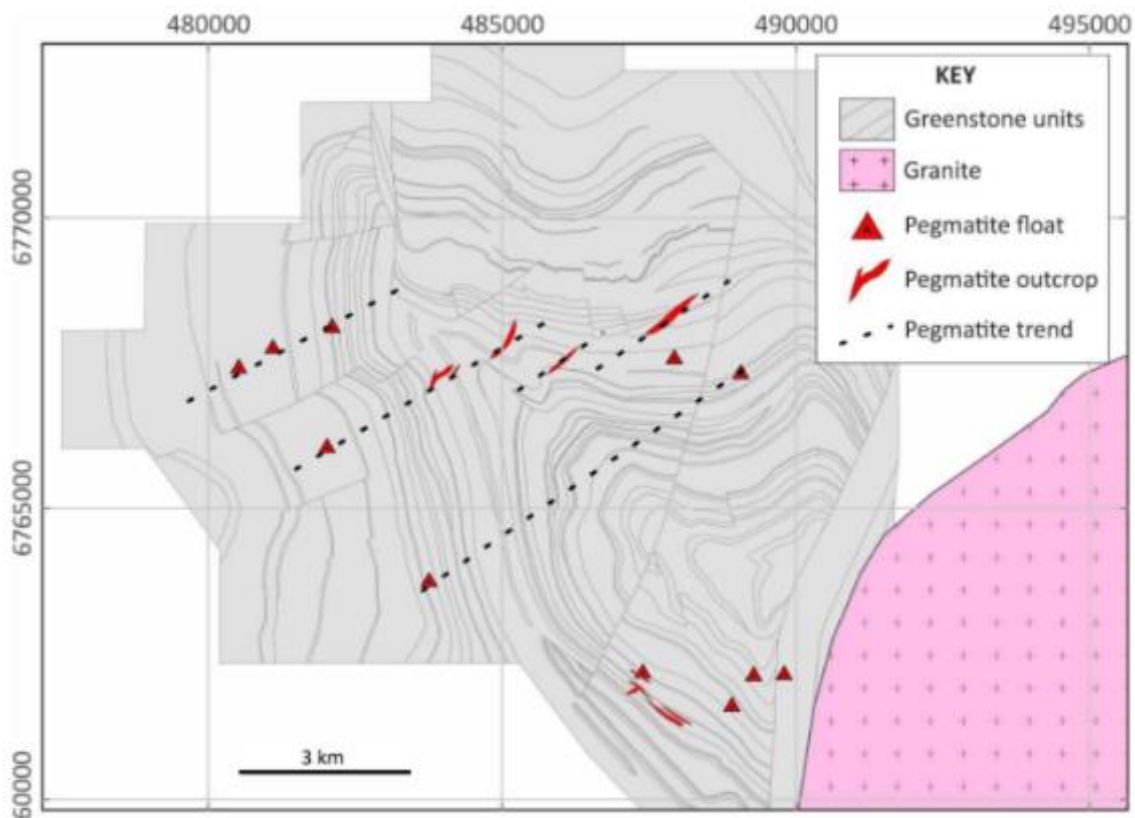 480000
485000
490000
495000
KEY
Greenstone units
Granite
Pegmatite float
Pegmatite outcrop
Pegmatite trend
6770000
6765000
60000
3 km